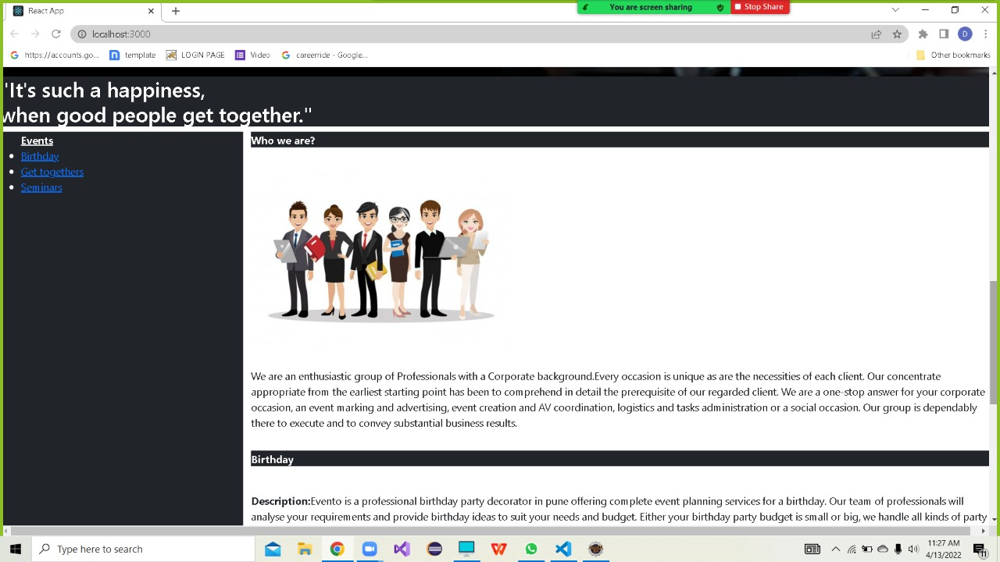 React App
You are screen sharing
Stop Share
localhost:3000
D
https://accounts.go...
template
LOGIN PAGE
Video
careerride - Google...
Other bookmarks
"It's such a happiness,
when good people get together."
Events
Birthday
Get togethers
Seminars
Who we are?
We are an enthusiastic group of Professionals with a Corporate background.Every occasion is unique as are the necessities of each client. Our concentrate
appropriate from the earliest starting point has been to comprehend in detail the prerequisite of our regarded client. We are a one-stop answer for your corporate
occasion, an event marking and advertising, event creation and AV coordination, logistics and tasks administration or a social occasion. Our group is dependably
there to execute and to convey substantial business results.
Birthday
Description:Evento is a professional birthday party decorator in pune offering complete event planning services for a birthday. Our team of professionals will
analyse your requirements and provide birthday ideas to suit your needs and budget. Either your birthday party budget is small or big, we handle all kinds of party
Type here to search
11:27 AM
4/13/2022
11